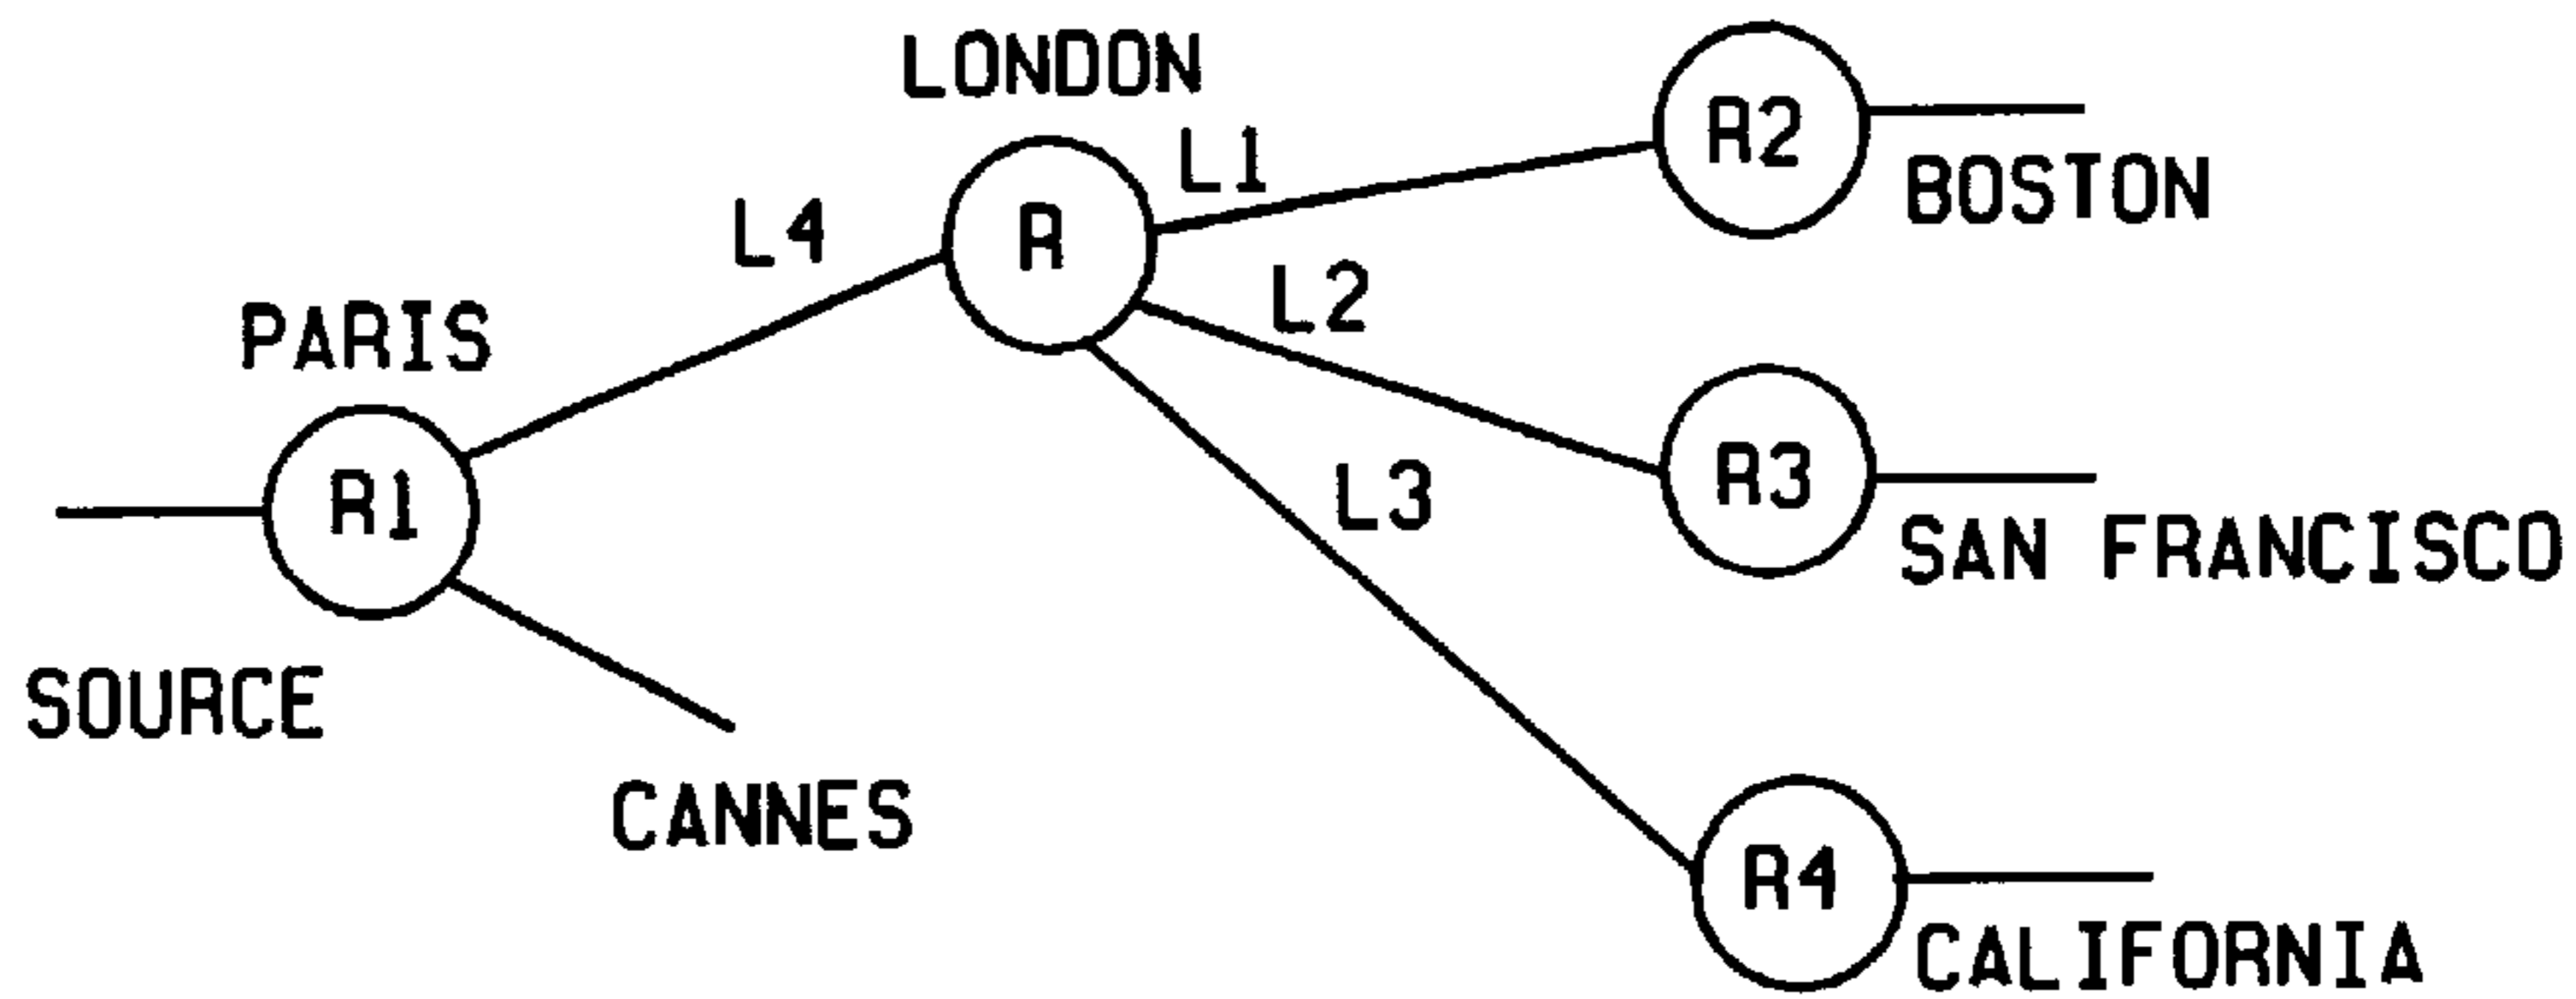 LONDON
R2
L1
BOSTON
L4
R
L2
PARIS
R3
L3
R1
SAN FRANCISCO
SOURCE
CANNES
R4
CALIFORNIA